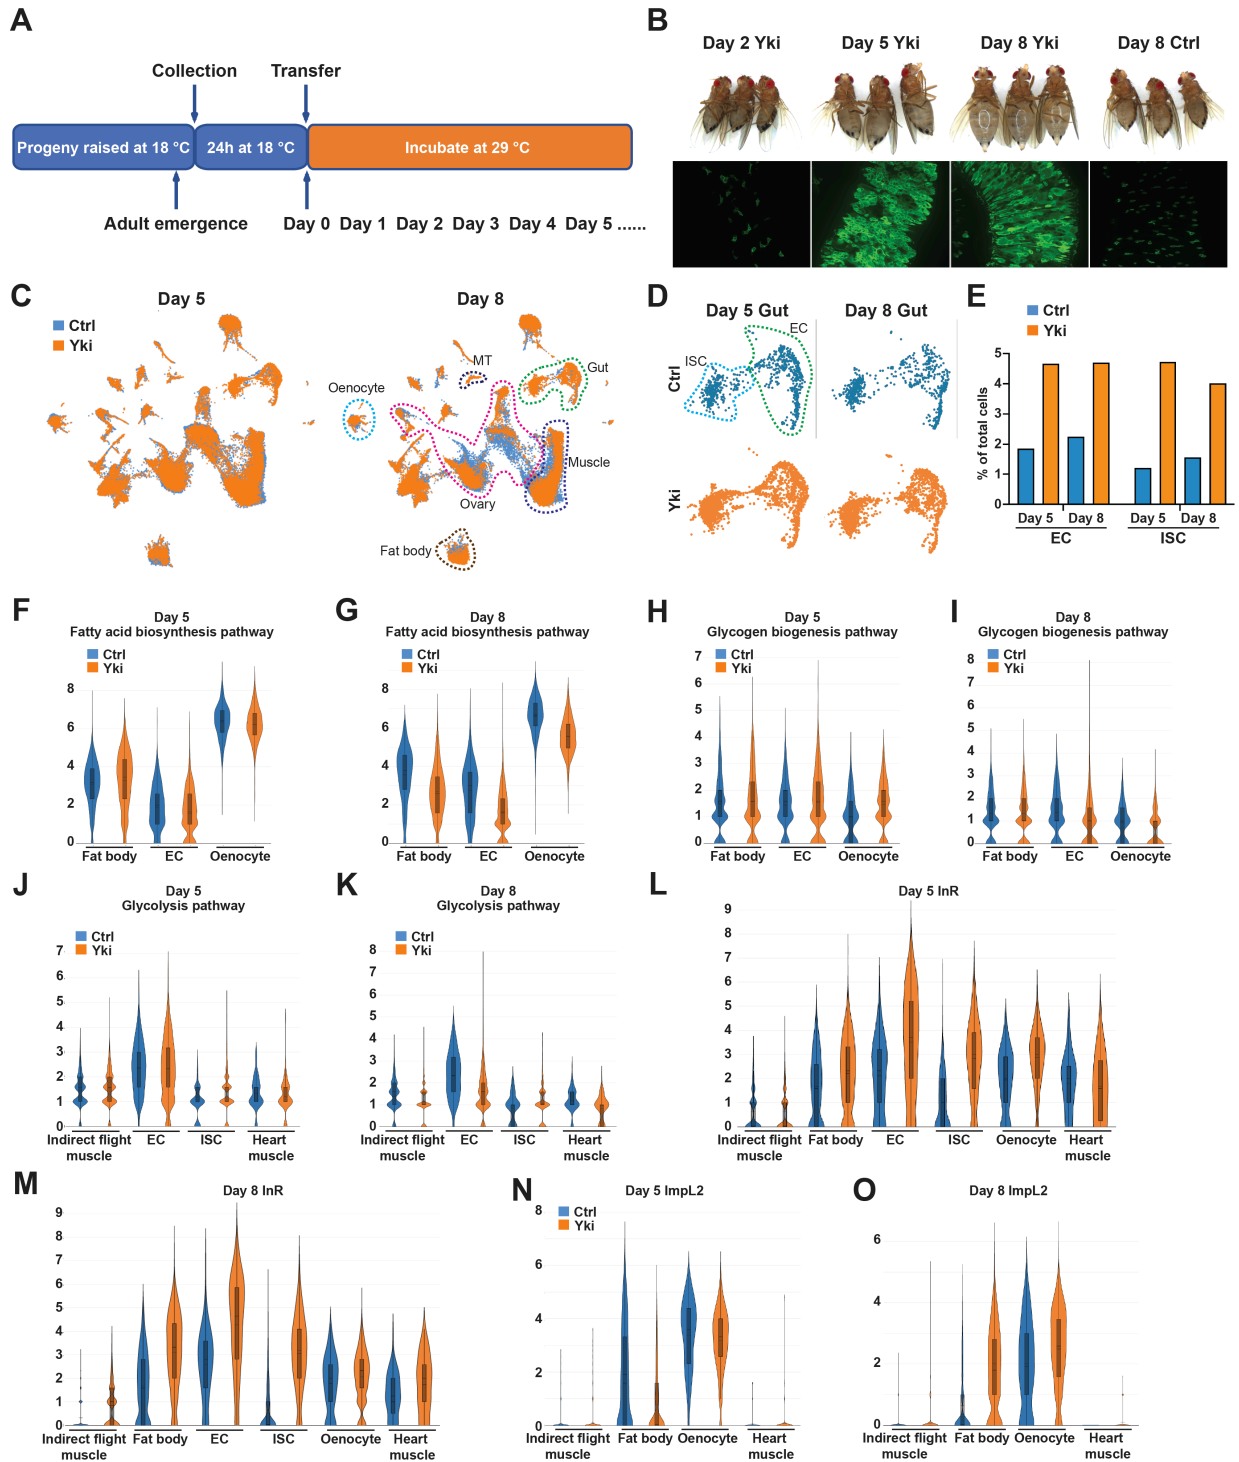 A
Collection
Transfer
Progeny raised at 18 °C
24h at 18 °C
Incubate at 29 °C
Adult emergence
Day 0 Day 1 Day 2 Day 3 Day 4 Day 5 ......
B
Day 2 Yki
Day 5 Yki
Day 8 Yki
Day 8 Ctrl
C
Day 5
Day 8
Ctrl
Yki
Oenocyte
MT
Gut
Muscle
Ovary
Fat body
D
Day 5 Gut
Day 8 Gut
Ctrl
ISC
EC
Yki
E
Ctrl
Yki
% of total cells
5
4
3
2
1
0
Day 5
Day 8
Day 5
Day 8
EC
ISC
F
Day 5
Fatty acid biosynthesis pathway
Ctrl
Yki
8
6
4
2
0
Fat body
EC
Oenocyte
G
Day 8
Fatty acid biosynthesis pathway
Ctrl
Yki
8
6
4
2
0
Fat body
EC
Oenocyte
H
Day 5
Glycogen biogenesis pathway
Ctrl
Yki
7
6
5
4
3
2
1
0
Fat body
EC
Oenocyte
I
Day 8
Glycogen biogenesis pathway
Ctrl
Yki
8
7
6
5
4
3
2
1
0
Fat body
EC
Oenocyte
J
Day 5
Glycolysis pathway
Ctrl
Yki
7
6
5
4
3
2
1
0
Indirect flight
muscle
EC
ISC
Heart
muscle
K
Day 8
Glycolysis pathway
Ctrl
Yki
8
7
6
5
4
3
2
1
0
Indirect flight
muscle
EC
ISC
Heart
muscle
L
Day 5 InR
9
8
7
6
5
4
3
2
1
0
Indirect flight
muscle
Fat body
EC
ISC
Oenocyte
Heart
muscle
M
Day 8 InR
9
8
7
6
5
4
3
2
1
0
Indirect flight
muscle
Fat body
EC
ISC
Oenocyte
Heart
muscle
N
Day 5 ImpL2
Ctrl
Yki
8
6
4
2
0
Indirect flight
muscle
Fat body
Oenocyte
Heart
muscle
O
Day 8 ImpL2
6
4
2
0
Indirect flight
muscle
Fat body
Oenocyte
Heart
muscle